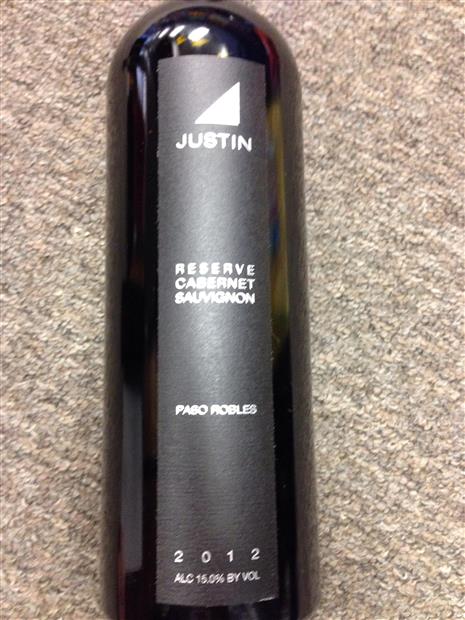 JUSTIN
RESERVE
CABERNET
SAUVIGNON
PASO ROBLES
2012
ALC 15.0% BY VOL